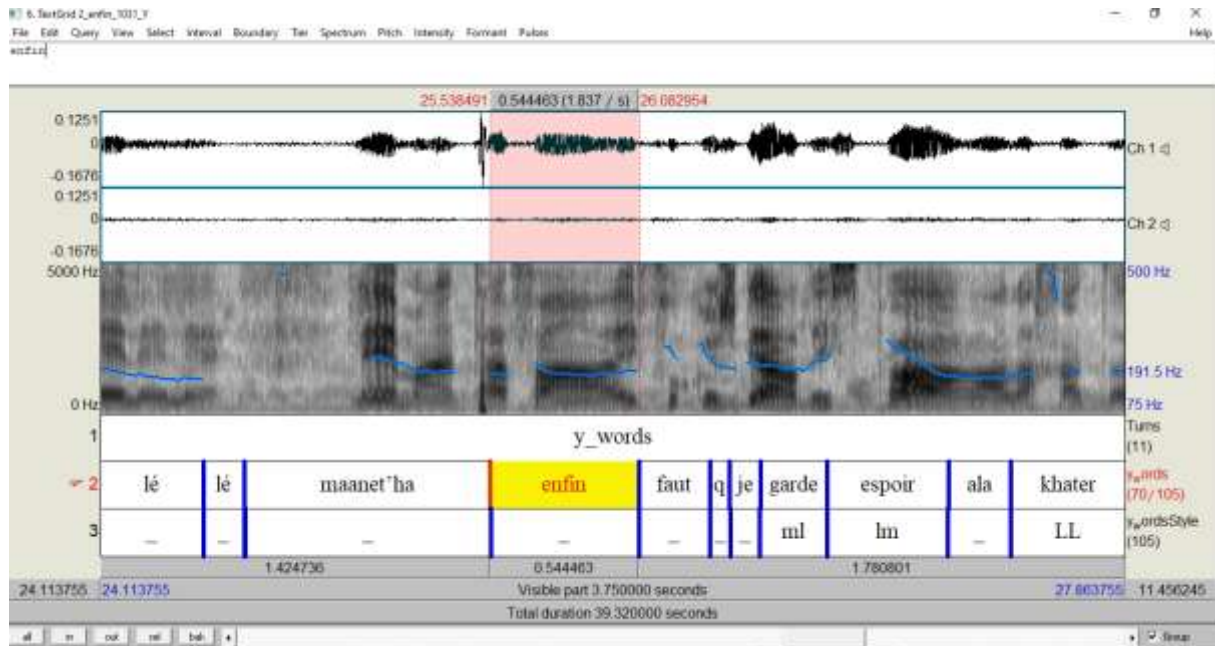 6. TextGrid 2_enfin_1031_Y
File Edit Query View Select Interval Boundary Tier Spectrum Pitch Intensity Formant Pulses Help
enfin
25.538491 0.544463 (1.837 / s) 26.082954
0.1251
0
-0.1676
Ch 1
0.1251
0
-0.1676
Ch 2
5000 Hz 500 Hz
191.5 Hz
0 Hz 75 Hz
1 y_words Turns (11)
2 lé lé maanet'ha enfin faut q je garde espoir ala khater ywords (70/105)
3 _ _ _ _ _ _ _ ml lm _ LL ywordsStyle (105)
1.424736 0.544463 1.780801
24.113755 24.113755 Visible part 3.750000 seconds 27.863755 11.456245
Total duration 39.320000 seconds
all in out sel bak Group